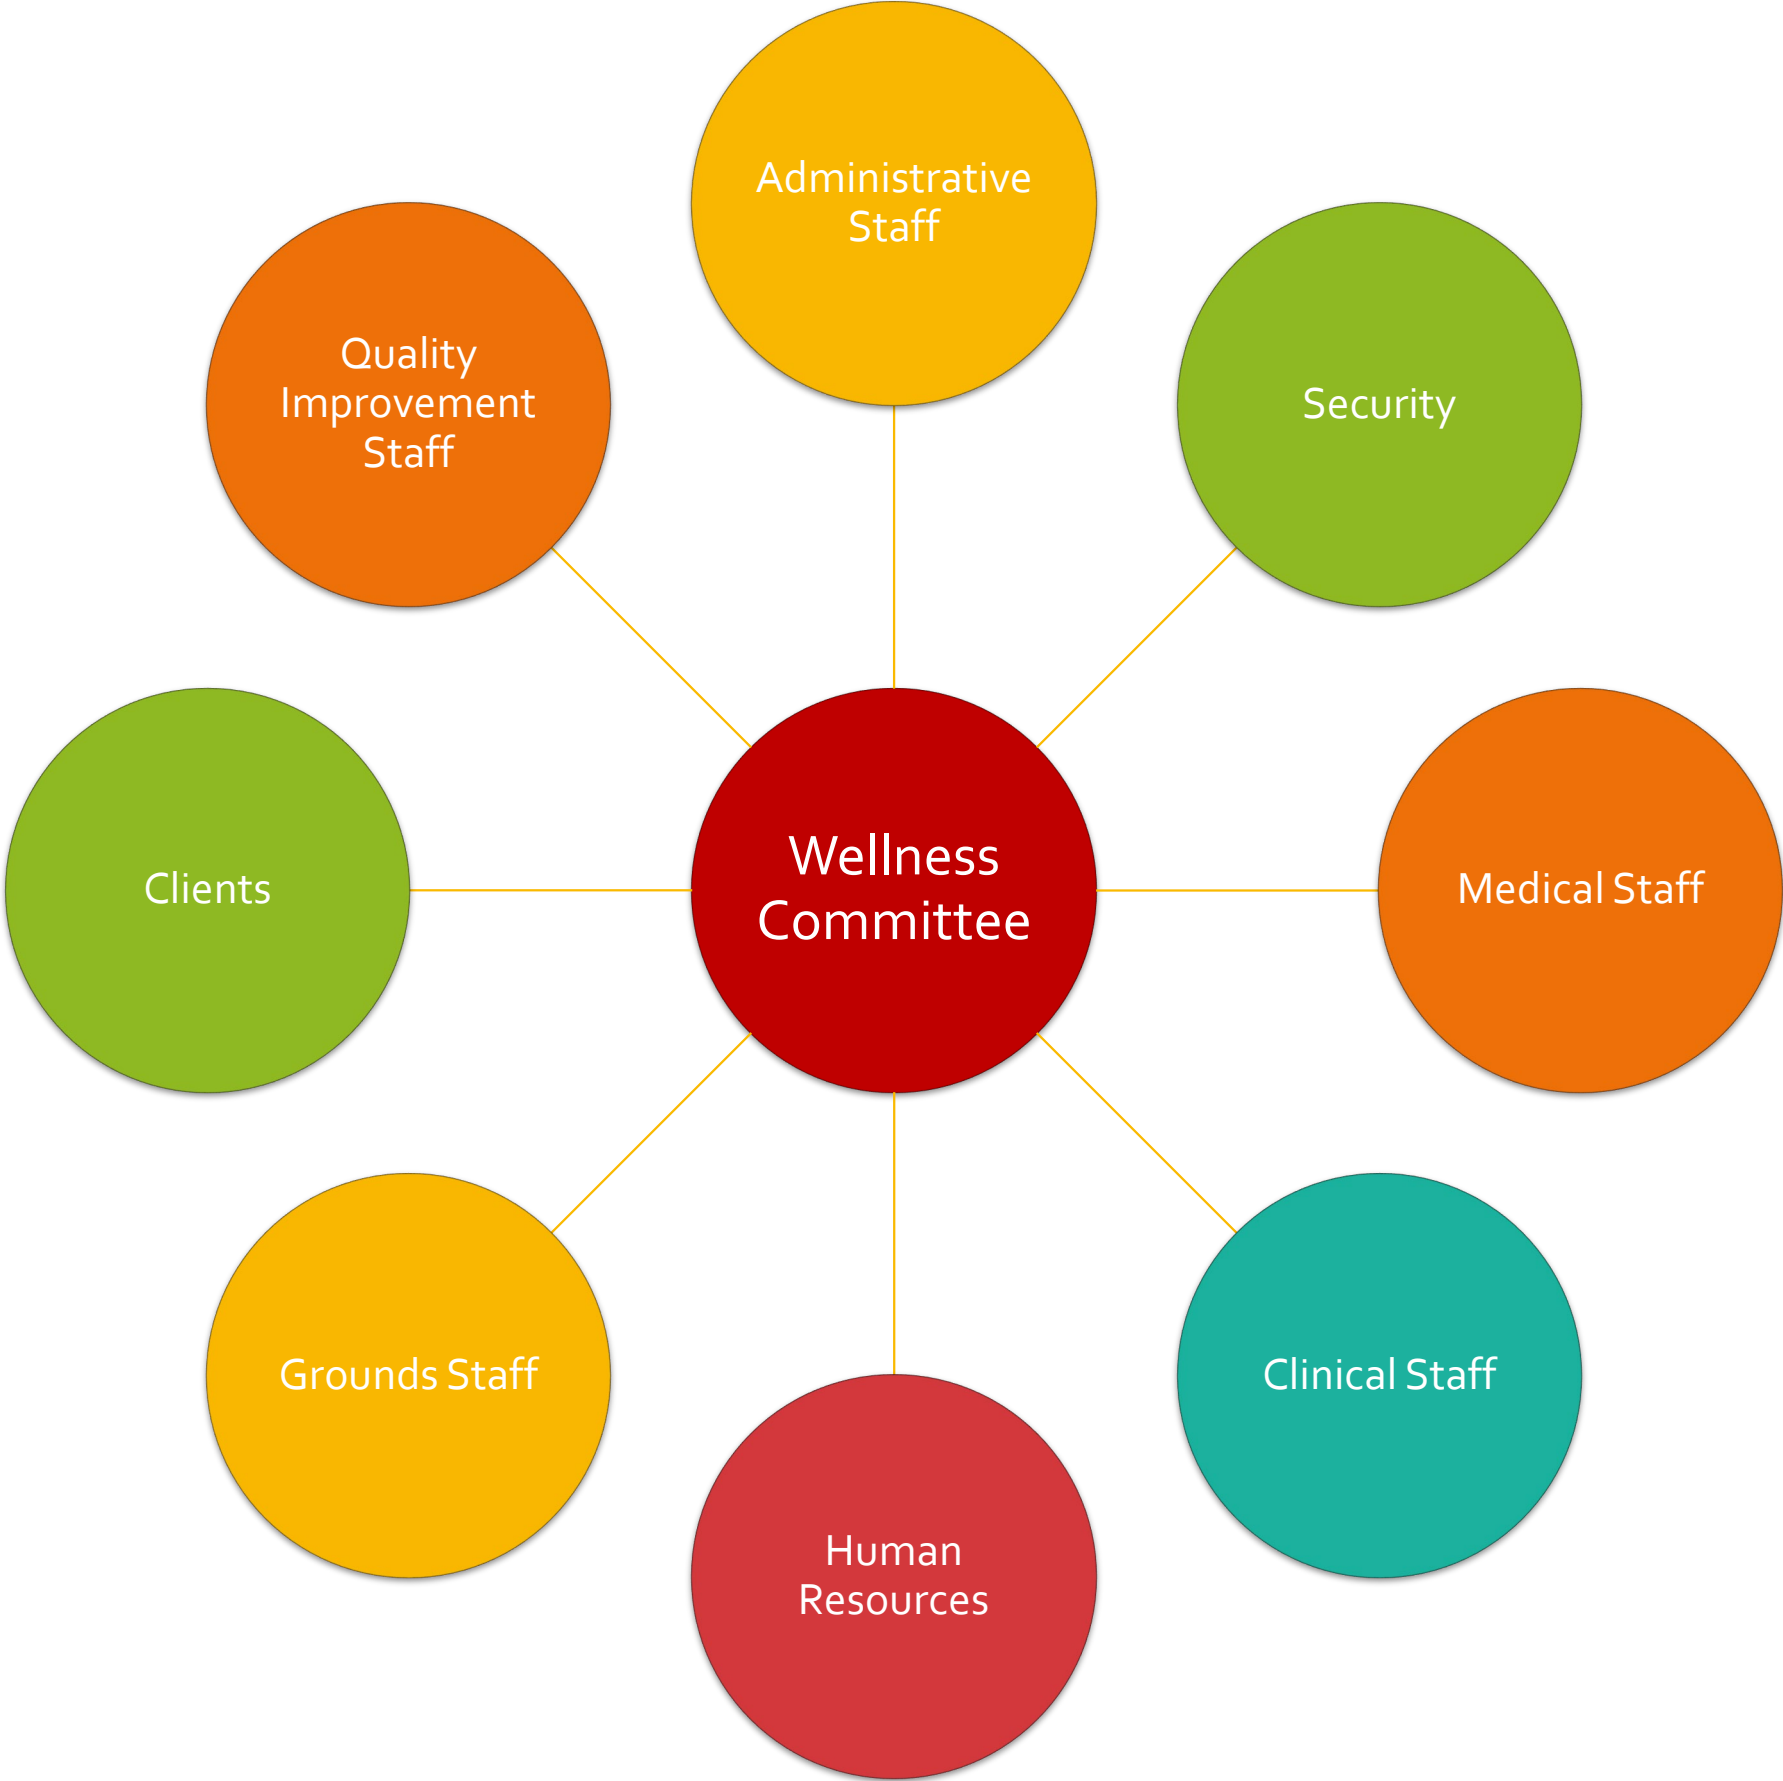 Administrative
Staff
Security
Medical Staff
Clinical Staff
Human
Resources
Grounds Staff
Clients
Quality
Improvement
Staff
Wellness
Committee